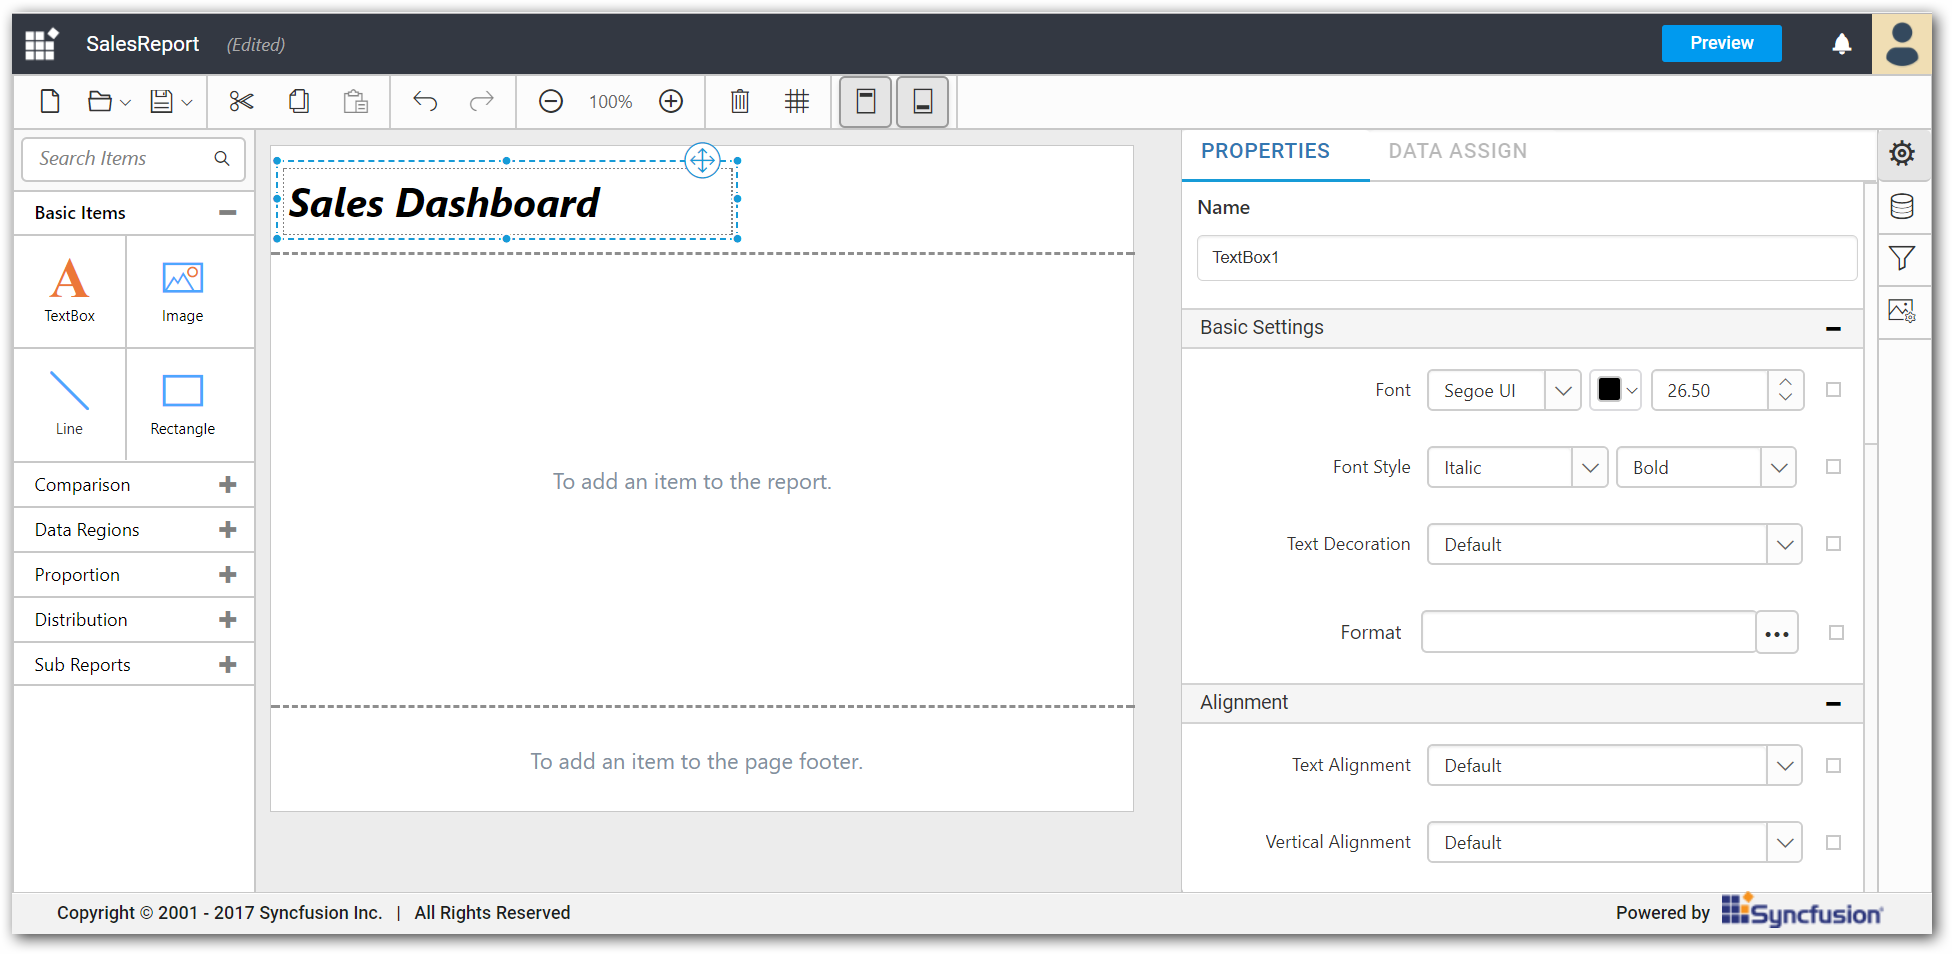 SalesReport (Edited) Preview
100%
Search Items
Basic Items
TextBox Image
Line Rectangle
Comparison
Data Regions
Proportion
Distribution
Sub Reports
Sales Dashboard
To add an item to the report.
To add an item to the page footer.
PROPERTIES DATA ASSIGN
Name
TextBox1
Basic Settings
Font Segoe UI 26.50
Font Style Italic Bold
Text Decoration Default
Format
Alignment
Text Alignment Default
Vertical Alignment Default
Copyright © 2001 - 2017 Syncfusion Inc. | All Rights Reserved
Powered by Syncfusion